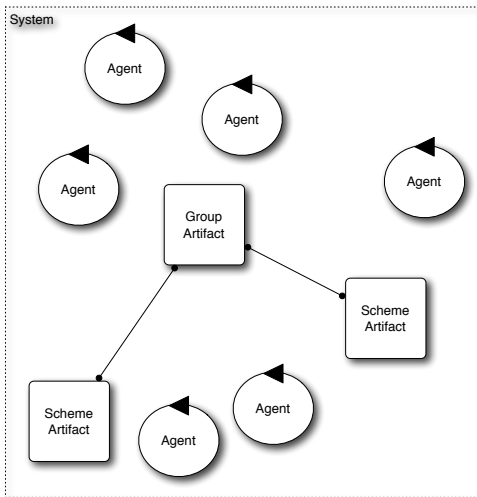 System
Agent
Agent
Agent
Agent
Group
Artifact
Scheme
Artifact
Scheme
Artifact
Agent
Agent